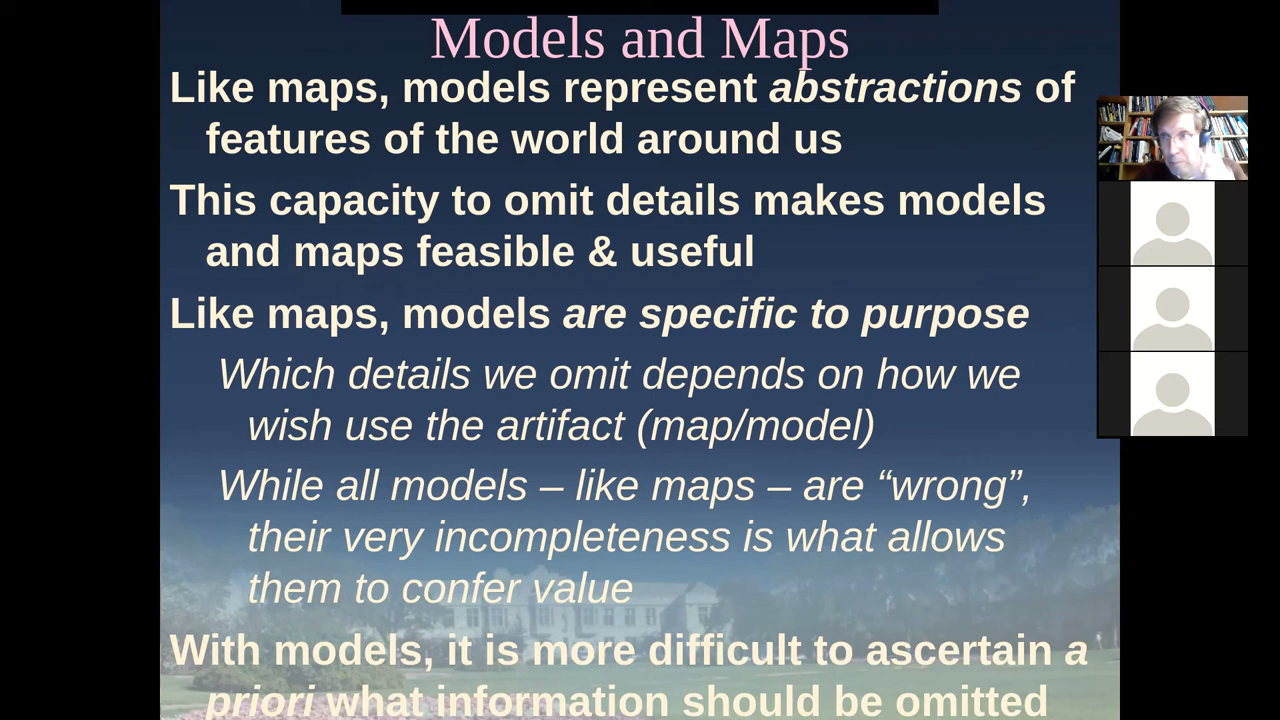 Models and Maps
Like maps, models represent abstractions of
features of the world around us
This capacity to omit details makes models
and maps feasible & useful
Like maps, models are specific to purpose
Which details we omit depends on how we
wish use the artifact (map/model)
While all models – like maps – are “wrong”,
their very incompleteness is what allows
them to confer value
With models, it is more difficult to ascertain a
priori what information should be omitted